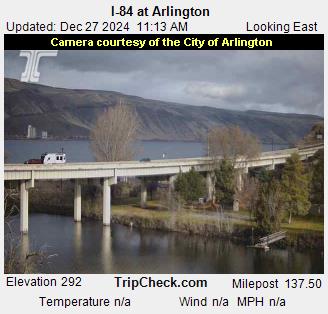 I-84 at Arlington
Updated: Dec 27 2024 11:13 AM Looking East
Camera courtesy of the City of Arlington
Elevation 292 TripCheck.com Milepost 137.50
Temperature n/a Wind n/a MPH n/a